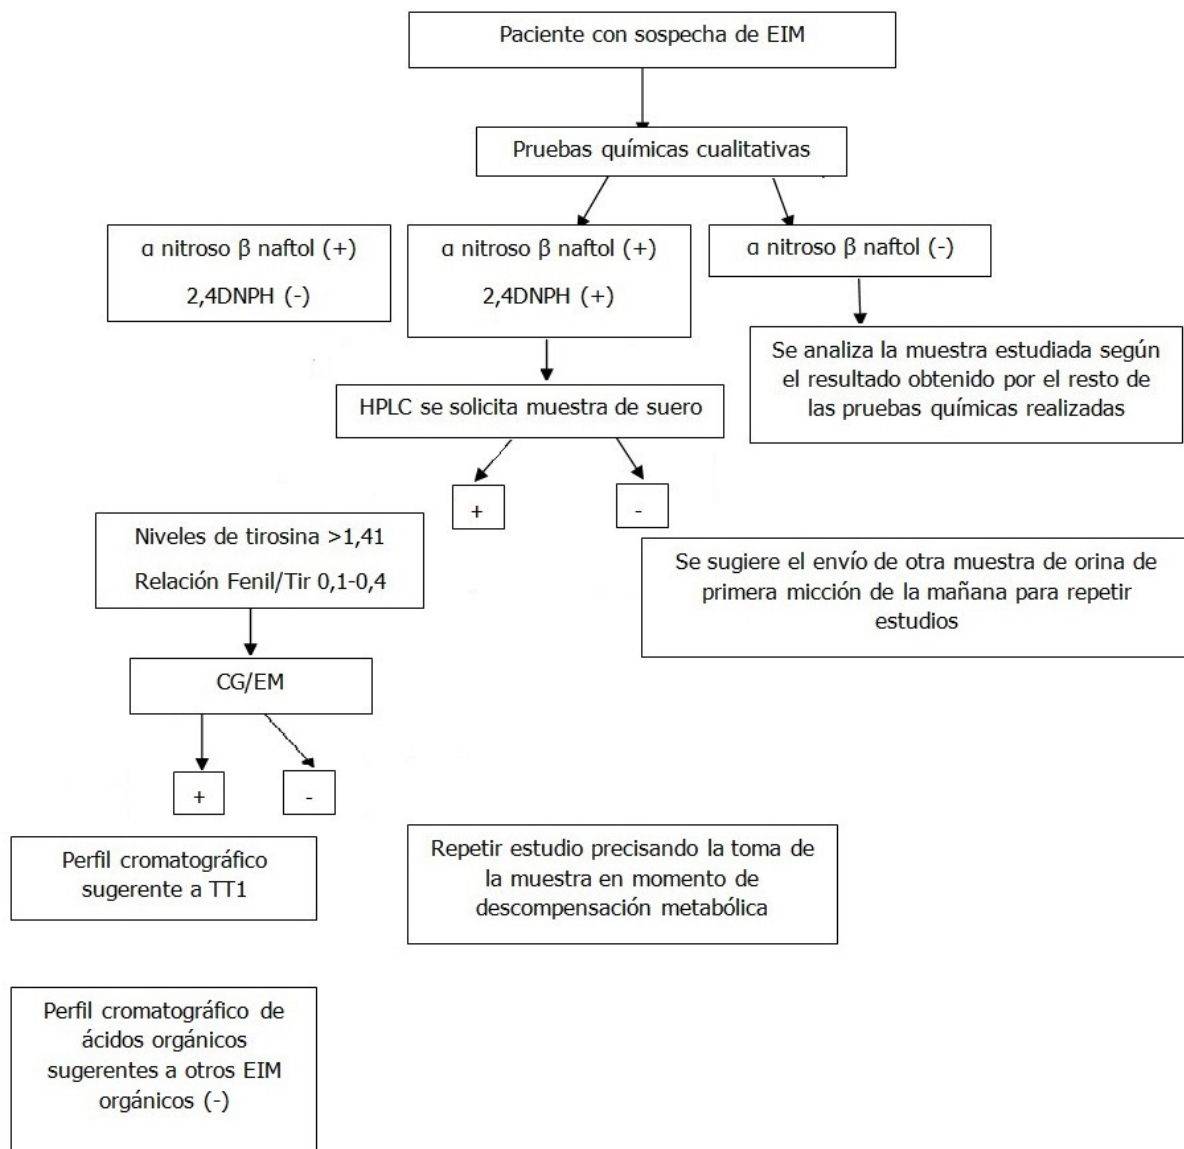 Paciente con sospecha de EIM
Pruebas químicas cualitativas
α nitroso β naftol (+)
2,4DNPH (-)
α nitroso β naftol (+)
2,4DNPH (+)
α nitroso β naftol (-)
Se analiza la muestra estudiada según
el resultado obtenido por el resto de
las pruebas químicas realizadas
HPLC se solicita muestra de suero
+
-
Niveles de tirosina >1,41
Relación Fenil/Tir 0,1-0,4
Se sugiere el envío de otra muestra de orina de
primera micción de la mañana para repetir
estudios
CG/EM
+
-
Perfil cromatográfico
sugerente a TT1
Repetir estudio precisando la toma de
la muestra en momento de
descompensación metabólica
Perfil cromatográfico de
ácidos orgánicos
sugerentes a otros EIM
orgánicos (-)